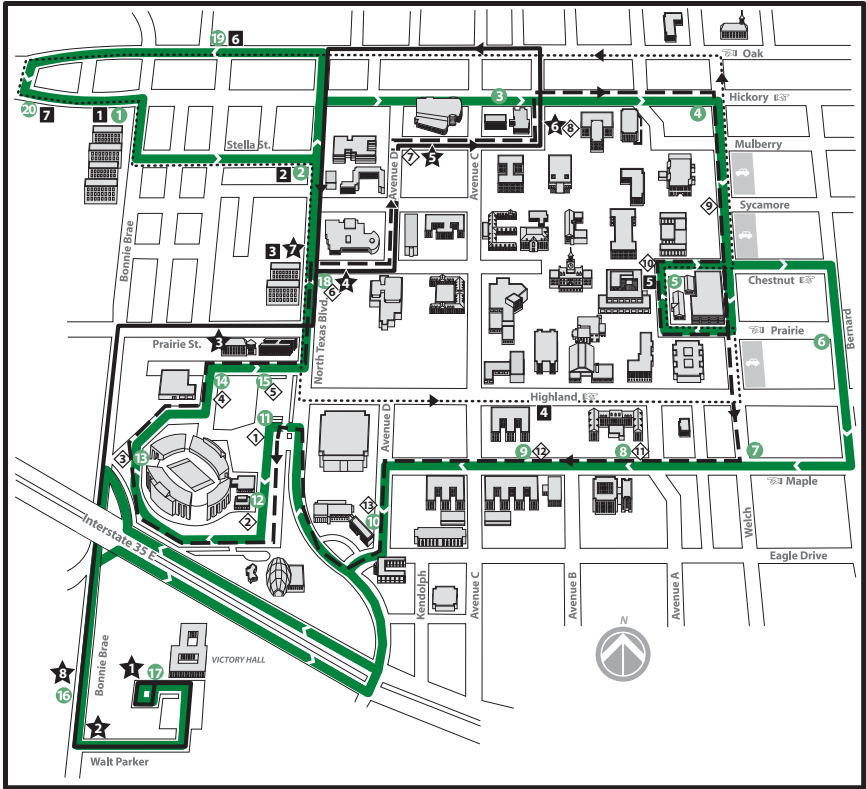 19 6
Oak
Hickory
20 7
1 1
3
4
6 8
Stella St.
Mulberry
7 5
Avenue D
Avenue C
2 2
Sycamore
9
Bonnie Brae
3 7
10
5
5
Chestnut
18
6 4
North Texas Blvd.
Bernard
Prairie
6
Prairie St.
3
14
4
15
5
Highland
11
1
Avenue D
4
9 12
8 11
7
3
13
Maple
12
2
13
10
Interstate 35 E
Welch
Eagle Drive
Kendolph
Avenue C
Avenue B
Avenue A
N
Bonnie Brae
VICTORY HALL
8
16
1 17
2
Walt Parker